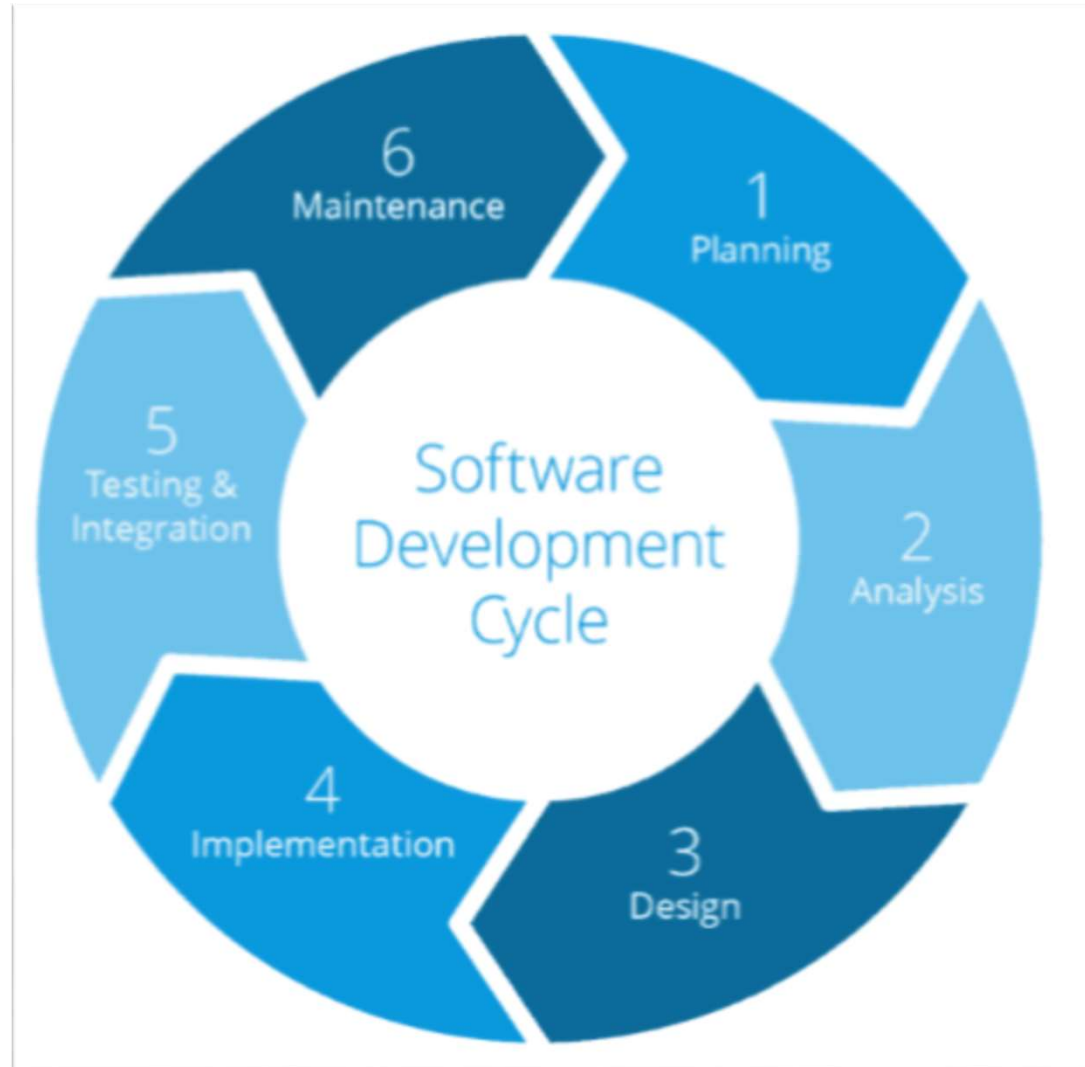 Software
Development
Cycle
1
Planning
2
Analysis
3
Design
4
Implementation
5
Testing &
Integration
6
Maintenance